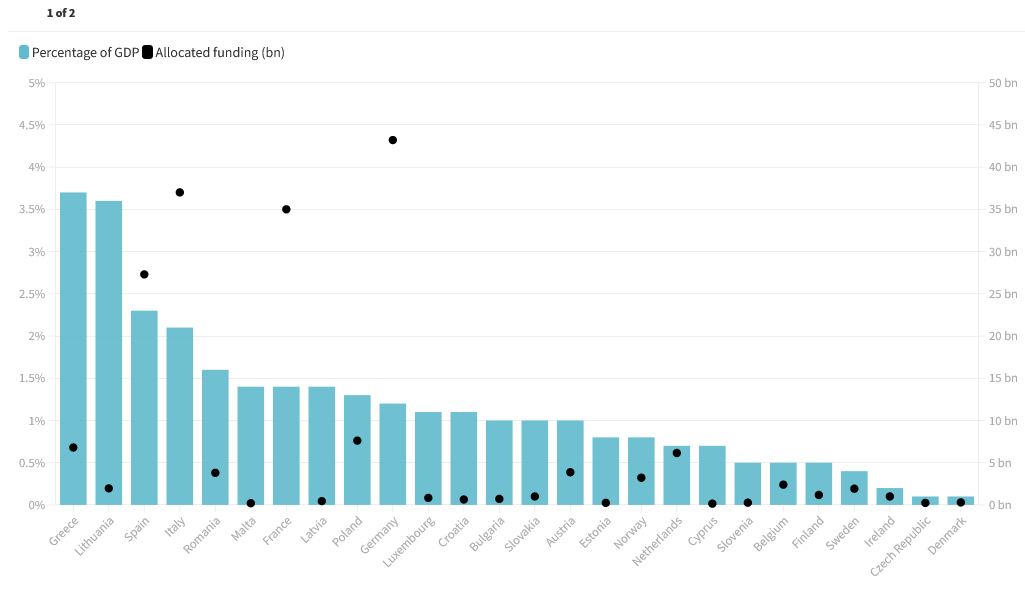 1 of 2
Percentage of GDP Allocated funding (bn)
5% 50 bn
4.5% 45 bn
4% 40 bn
3.5% 35 bn
3% 30 bn
2.5% 25 bn
2% 20 bn
1.5% 15 bn
1% 10 bn
0.5% 5 bn
0% 0 bn
Greece
Lithuania
Spain
Italy
Romania
Malta
France
Latvia
Poland
Germany
Luxembourg
Croatia
Bulgaria
Slovakia
Austria
Estonia
Norway
Netherlands
Cyprus
Slovenia
Belgium
Finland
Sweden
Ireland
Czech Republic
Denmark